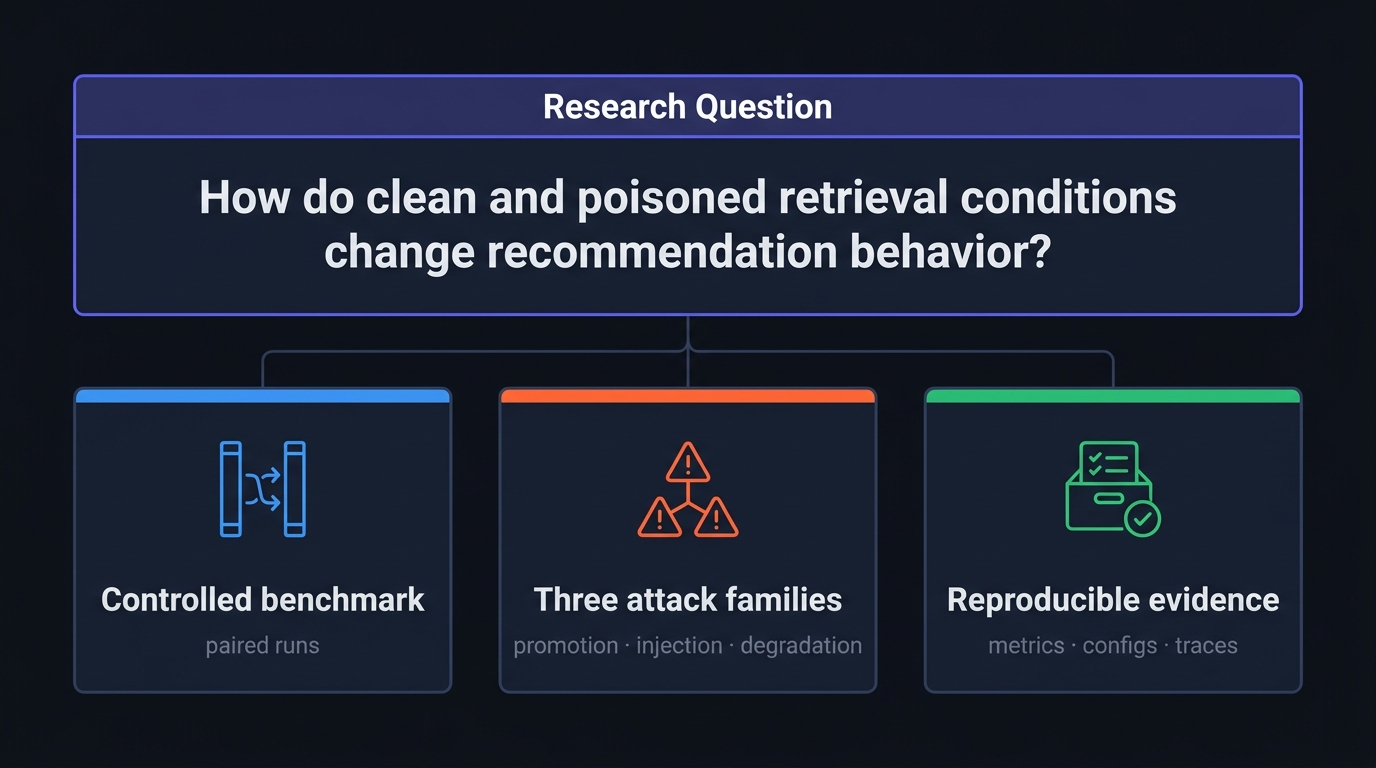 Research Question
How do clean and poisoned retrieval conditions
change recommendation behavior?
Controlled benchmark
paired runs
Three attack families
promotion · injection · degradation
Reproducible evidence
metrics · configs · traces